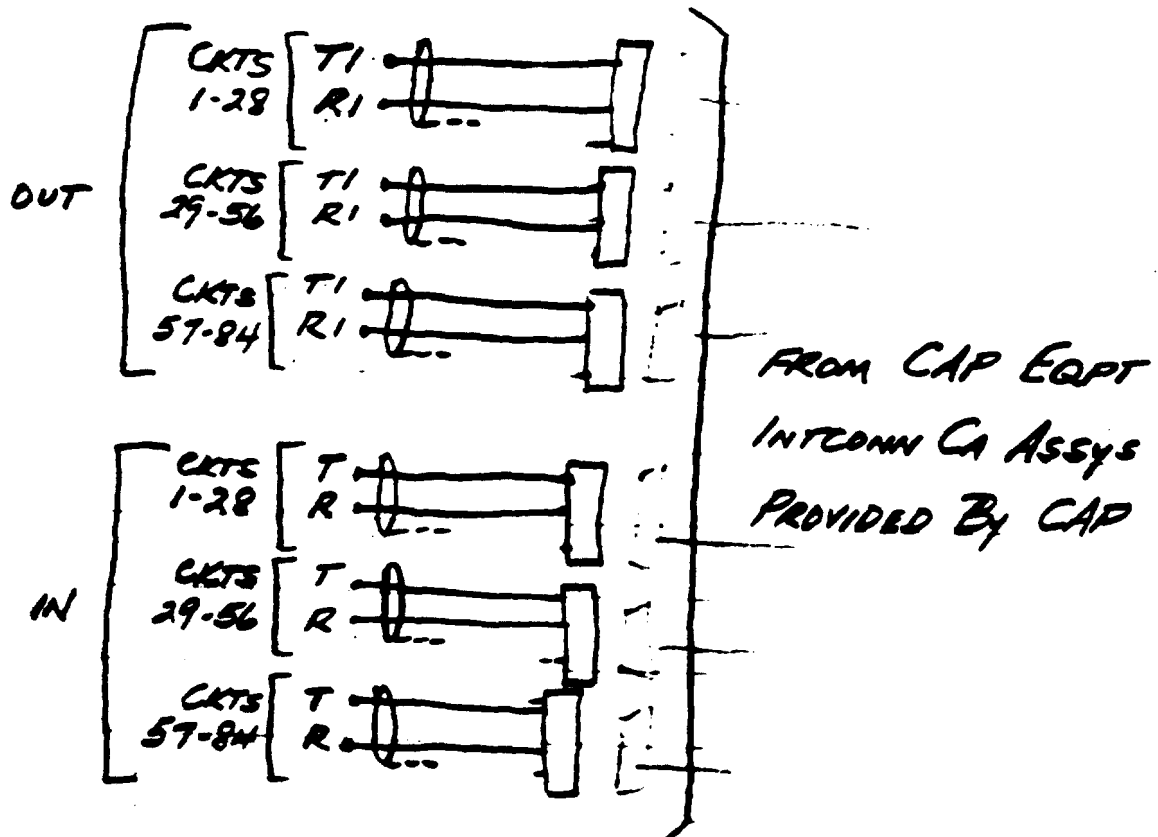 OUT
CKTS
1-28
T1
R1
CKTS
29-56
T1
R1
CKTS
57-84
T1
R1
IN
CKTS
1-28
T
R
CKTS
29-56
T
R
CKTS
57-84
T
R
FROM CAP EQPT
INTCONN CA ASSYS
PROVIDED BY CAP